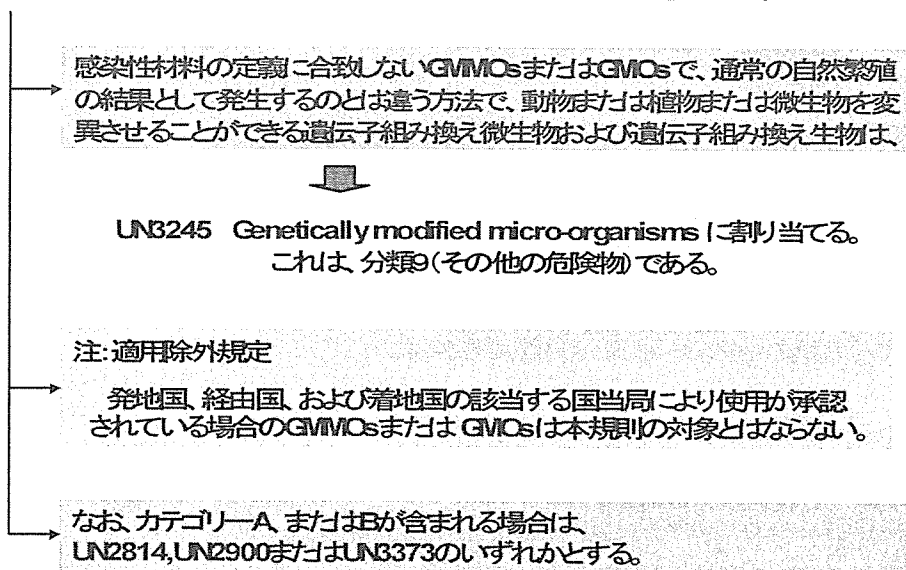 感染性材料の定義に合致しないGMMOsまたはGMOsで、通常の自然繁殖
の結果として発生するのとは違う方法で、動物または植物または微生物を変
異させることができる遺伝子組み換え微生物および遺伝子組み換え生物は、
UN3245 Genetically modified micro-organisms に割り当てる。
これは、分類9(その他の危険物)である。
注:適用除外規定
発地国、経由国、および着地国の該当する国当局により使用が承認
されている場合のGMMOsまたは GMOsは本規則の対象とはならない。
なお、カテゴリーA、またはBが含まれる場合は、
UN2814,UN2900またはUN3373のいずれかとする。